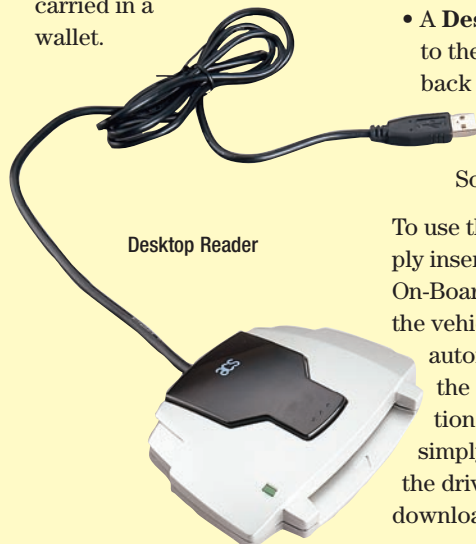 carried in a
wallet.
• A Des
to the
back
So
Desktop Reader
To use th
ply inser
On-Boar
the vehi
auto
the
tion
simply
the driv
downloa
acs